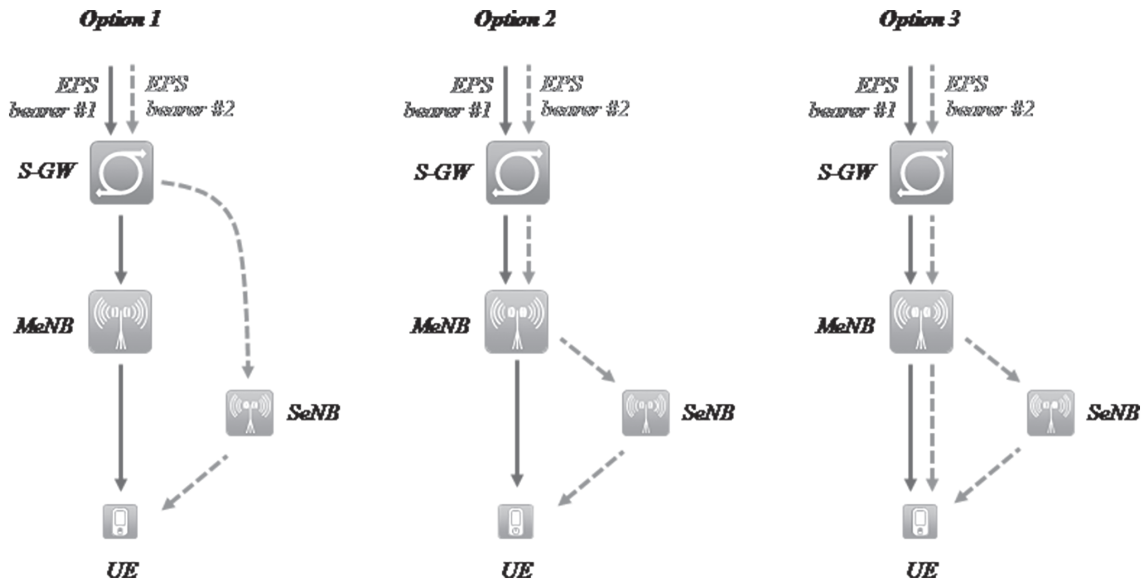 Option 1
EPS
bearer #1
EPS
bearer #2
S-GW
MeNB
SeNB
UE
Option 2
EPS
bearer #1
EPS
bearer #2
S-GW
MeNB
SeNB
UE
Option 3
EPS
bearer #1
EPS
bearer #2
S-GW
MeNB
SeNB
UE